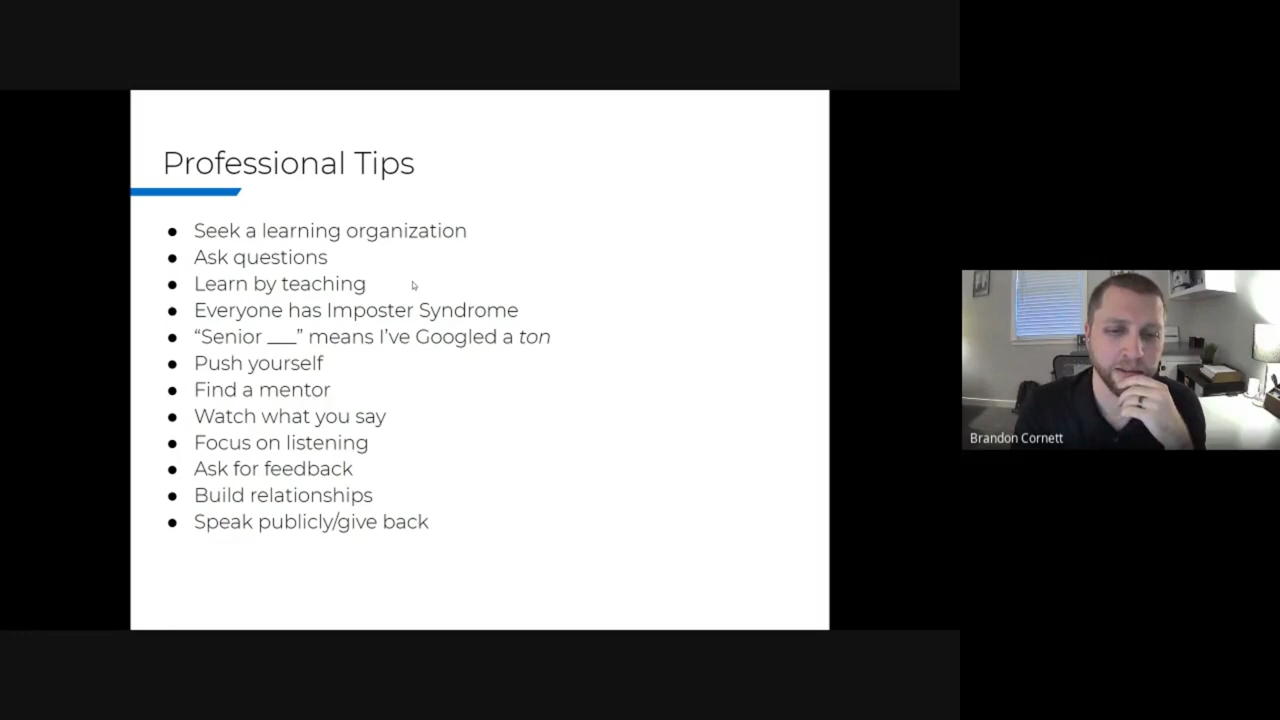 Professional Tips
● Seek a learning organization
● Ask questions
● Learn by teaching
● Everyone has Imposter Syndrome
● “Senior ___” means I’ve Googled a ton
● Push yourself
● Find a mentor
● Watch what you say
● Focus on listening
● Ask for feedback
● Build relationships
● Speak publicly/give back
Brandon Cornett